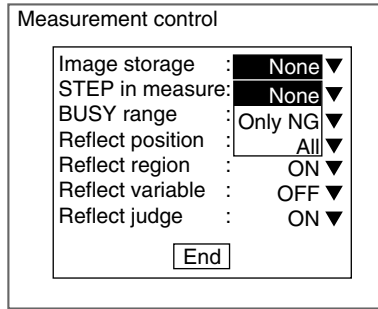 Measurement control
Image storage : None ▼
STEP in measure: None ▼
BUSY range : Only NG ▼
Reflect position : All ▼
Reflect region : ON ▼
Reflect variable : OFF ▼
Reflect judge : ON ▼
End